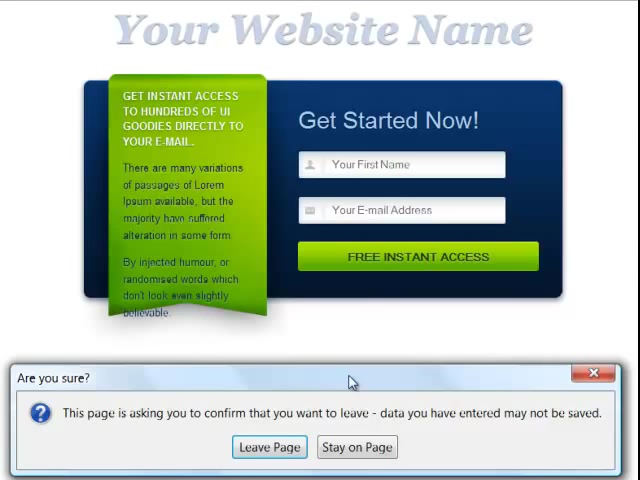 Your Website Name
GET INSTANT ACCESS
TO HUNDREDS OF UI
GOODIES DIRECTLY TO
YOUR E-MAIL.
There are many variations
of passages of Lorem
Ipsum available, but the
majority have suffered
alteration in some form.
By injected humour, or
randomised words which
don't look even slightly
believable.
Get Started Now!
Your First Name
Your E-mail Address
FREE INSTANT ACCESS
Are you sure?
This page is asking you to confirm that you want to leave - data you have entered may not be saved.
Leave Page
Stay on Page